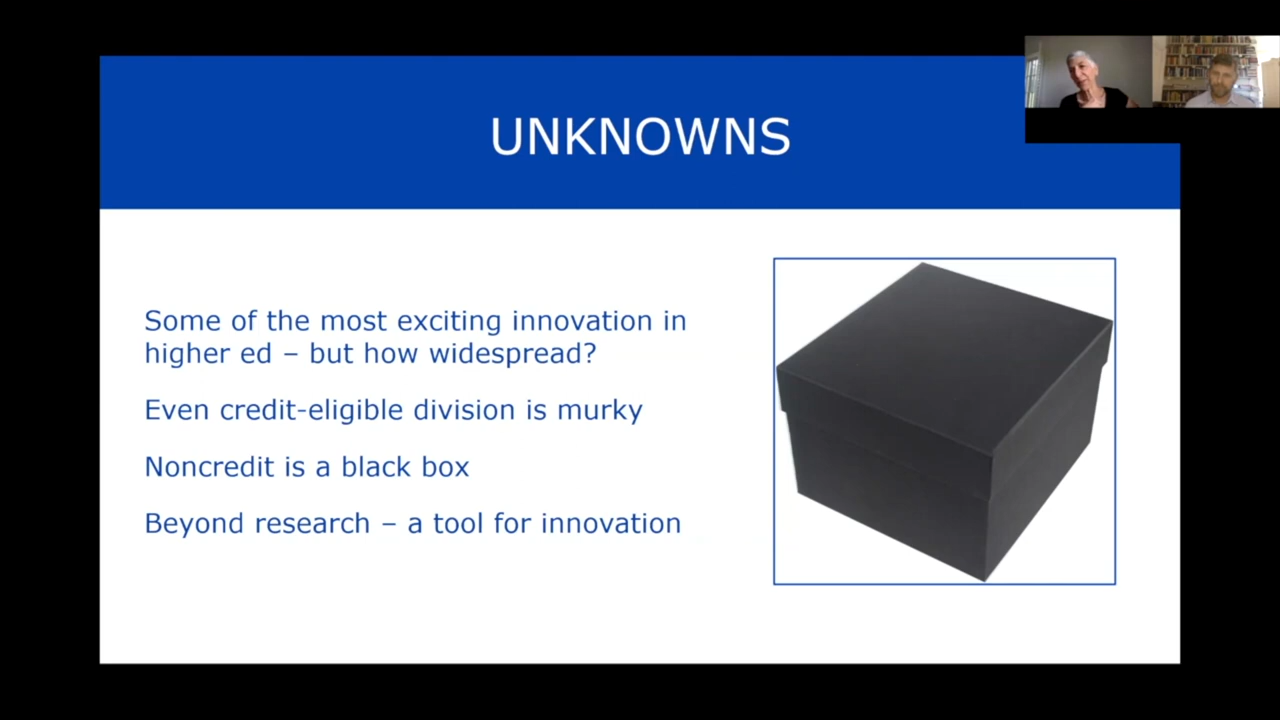 UNKNOWNS
Some of the most exciting innovation in
higher ed – but how widespread?
Even credit-eligible division is murky
Noncredit is a black box
Beyond research – a tool for innovation